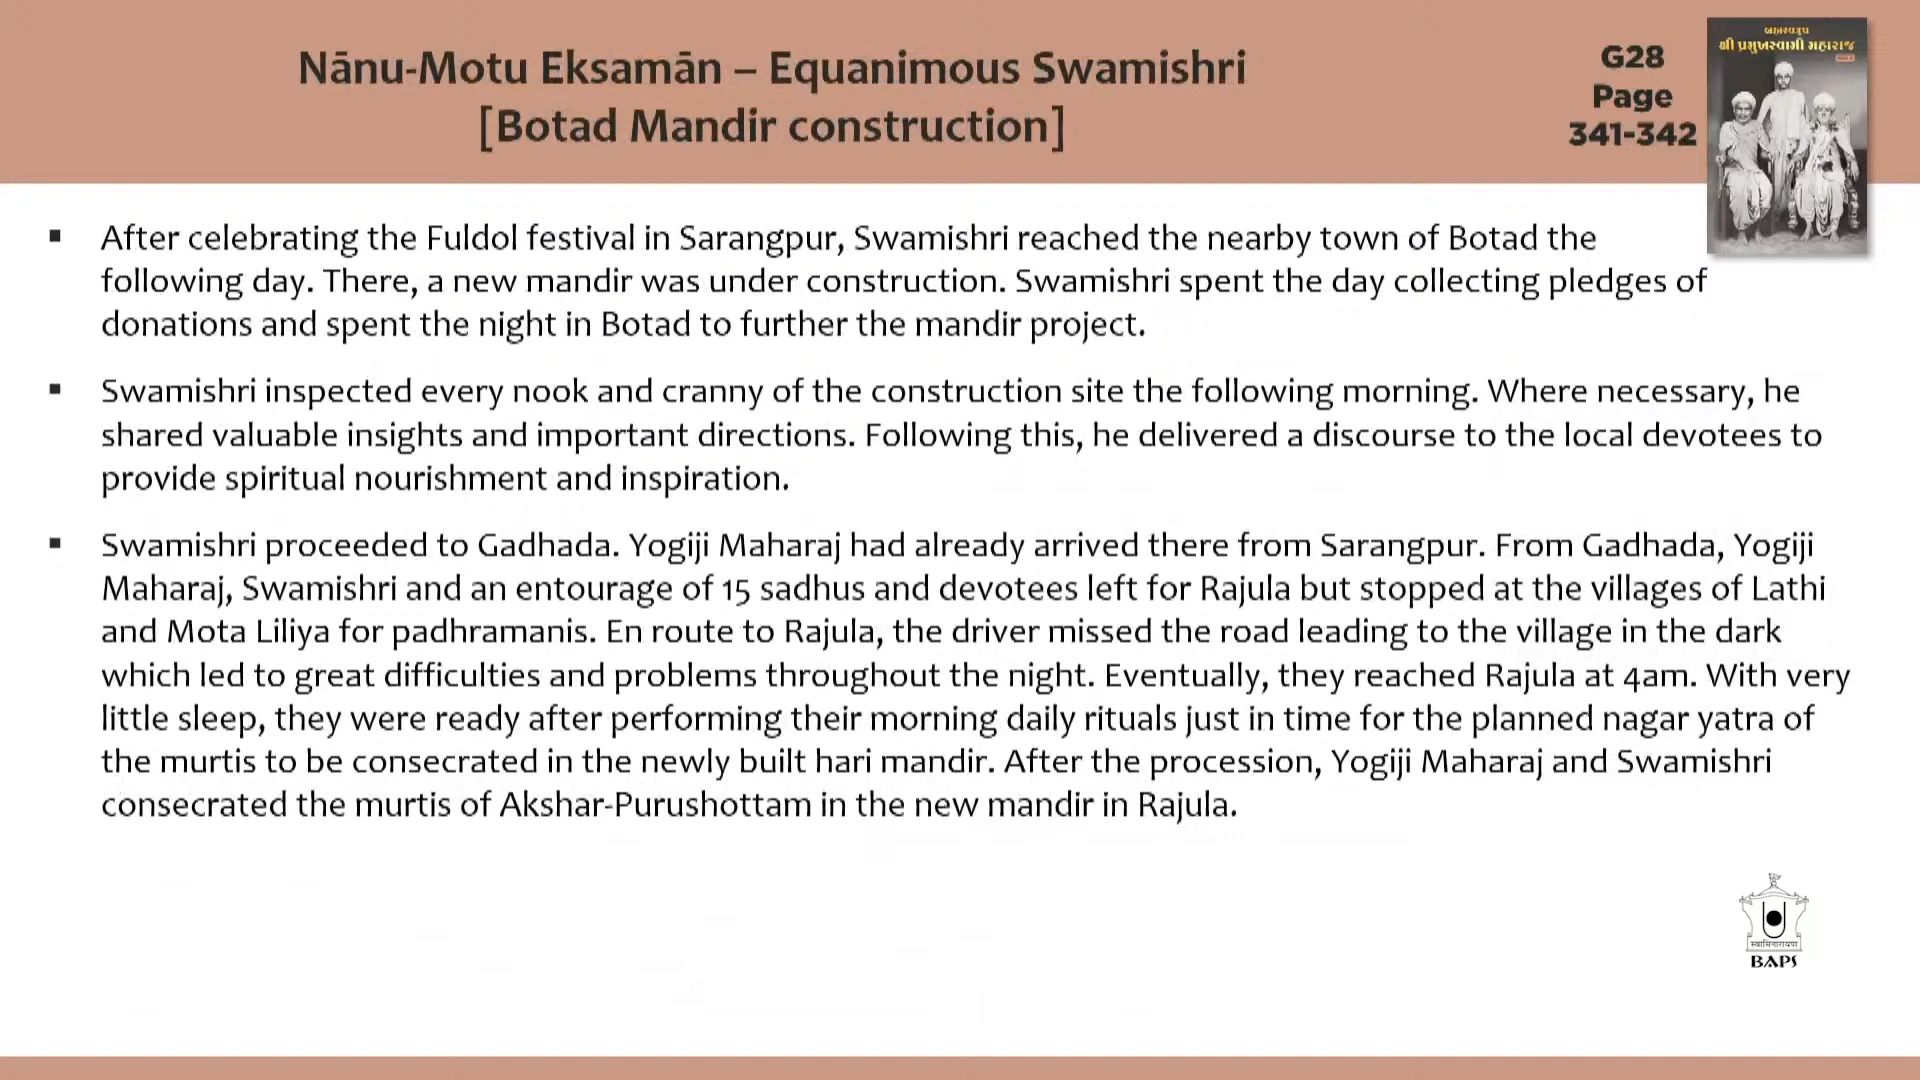 Nānu-Motu Eksamān – Equanimous Swamishri
[Botad Mandir construction]
G28
Page
341-342
બ્રહ્મસ્વરૂપ
શ્રી પ્રમુખસ્વામી મહારાજ
▪ After celebrating the Fuldol festival in Sarangpur, Swamishri reached the nearby town of Botad the
following day. There, a new mandir was under construction. Swamishri spent the day collecting pledges of
donations and spent the night in Botad to further the mandir project.
▪ Swamishri inspected every nook and cranny of the construction site the following morning. Where necessary, he
shared valuable insights and important directions. Following this, he delivered a discourse to the local devotees to
provide spiritual nourishment and inspiration.
▪ Swamishri proceeded to Gadhada. Yogiji Maharaj had already arrived there from Sarangpur. From Gadhada, Yogiji
Maharaj, Swamishri and an entourage of 15 sadhus and devotees left for Rajula but stopped at the villages of Lathi
and Mota Liliya for padhramanis. En route to Rajula, the driver missed the road leading to the village in the dark
which led to great difficulties and problems throughout the night. Eventually, they reached Rajula at 4am. With very
little sleep, they were ready after performing their morning daily rituals just in time for the planned nagar yatra of
the murtis to be consecrated in the newly built hari mandir. After the procession, Yogiji Maharaj and Swamishri
consecrated the murtis of Akshar-Purushottam in the new mandir in Rajula.
स्वामिनारायण
BAPS